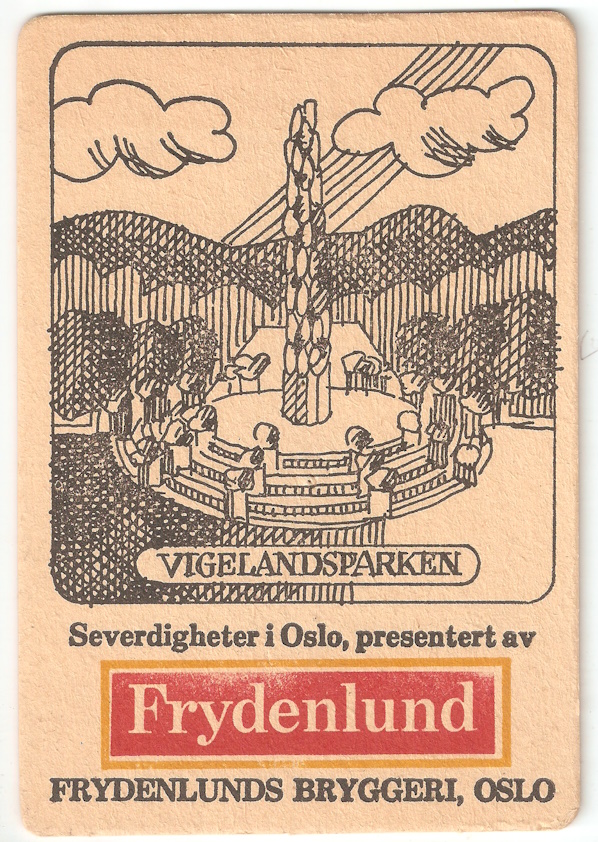 VIGELANDSPARKEN
Severdigheter i Oslo, presentert av
Frydenlund
FRYDENLUNDS BRYGGERI, OSLO